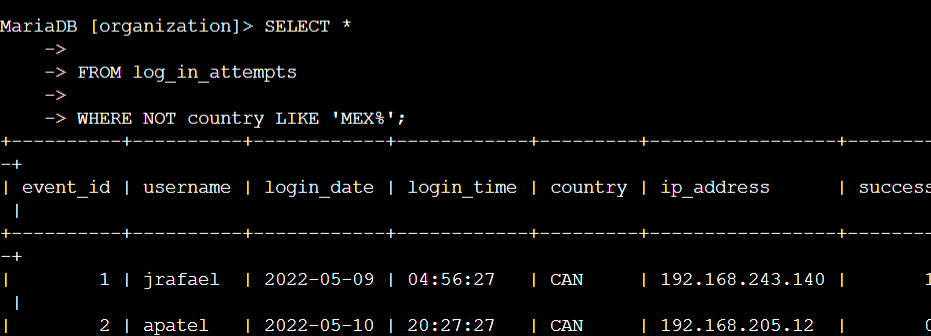 MariaDB [organization]> SELECT *
    ->
    -> FROM log_in_attempts
    ->
    -> WHERE NOT country LIKE 'MEX%';
+----------+----------+------------+------------+---------+-----------------+--------
-+
| event_id | username | login_date | login_time | country | ip_address      | success
 |
+----------+----------+------------+------------+---------+-----------------+--------
-+
|        1 | jrafael  | 2022-05-09 | 04:56:27   | CAN     | 192.168.243.140 |       1
 |
|        2 | apatel   | 2022-05-10 | 20:27:27   | CAN     | 192.168.205.12  |       0